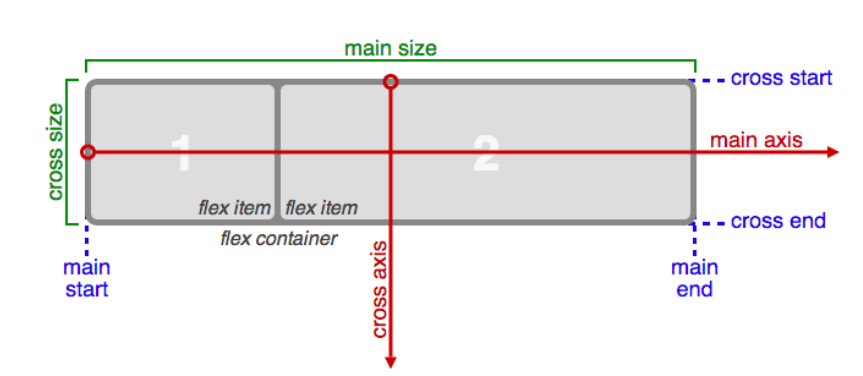 main size
cross start
cross size
1
2
main axis
flex item
flex item
cross end
flex container
cross axis
main
start
main
end